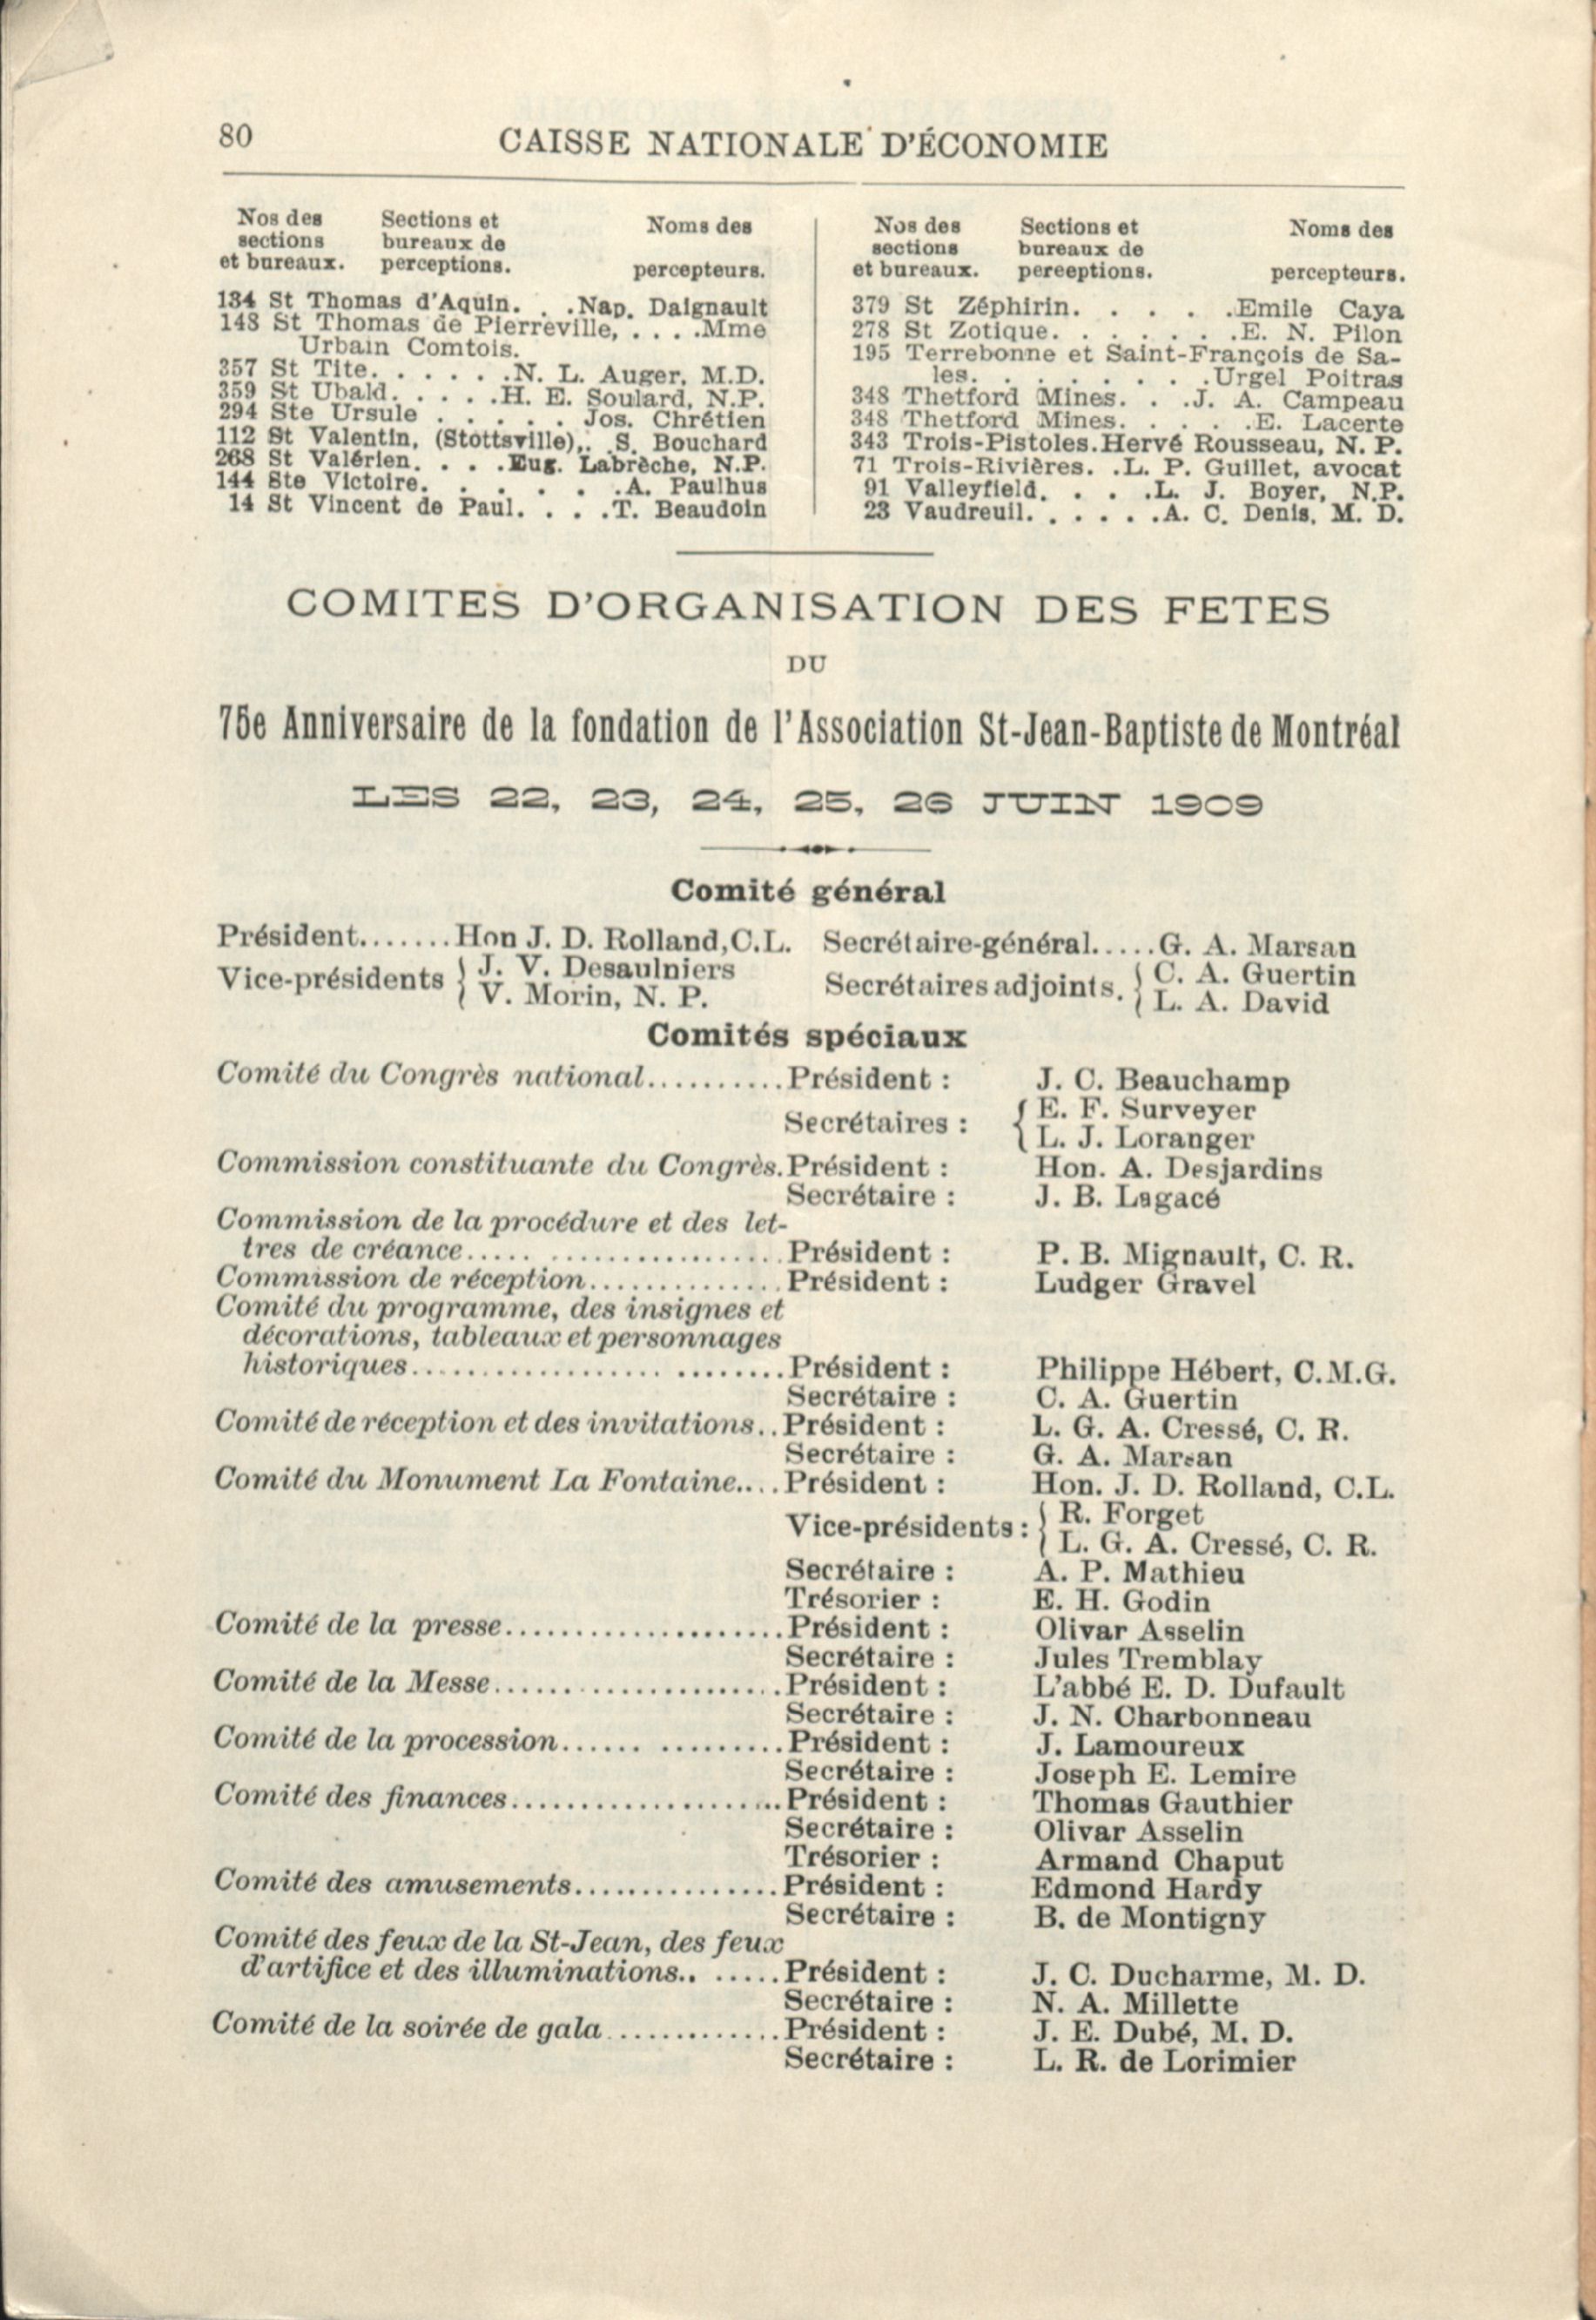 80
CAISSE NATIONALE D'ÉCONOMIE
Nos des sections et bureaux. Sections et bureaux de perceptions. Noms des percepteurs.
134 St Thomas d'Aquin. . .Nap. Daignault
148 St Thomas de Pierreville, . . . .Mme
Urbain Comtois.
357 St Tite. . . . . . .N. L. Auger, M.D.
359 St Ubald. . . . . .H. E. Soulard, N.P.
294 Ste Ursule . . . . . . Jos. Chrétien
112 St Valentin, (Stottsville),. .S. Bouchard
268 St Valérien. . . . .Eug. Labrèche, N.P.
144 Ste Victoire. . . . . . .A. Paulhus
14 St Vincent de Paul. . . .T. Beaudoin
Nos des sections et bureaux. Sections et bureaux de pereeptions. Noms des percepteurs.
379 St Zéphirin. . . . . .Emile Caya
278 St Zotique. . . . . . . .E. N. Pilon
195 Terrebonne et Saint-François de Sa-
les. . . . . . . . .Urgel Poitras
348 Thetford Mines. . .J. A. Campeau
348 Thetford Mines. . . . . .E. Lacerte
343 Trois-Pistoles.Hervé Rousseau, N. P.
71 Trois-Rivières. .L. P. Guillet, avocat
91 Valleyfield. . . . .L. J. Boyer, N.P.
23 Vaudreuil. . . . . . .A. C. Denis, M. D.
COMITES D'ORGANISATION DES FETES
DU
75e Anniversaire de la fondation de l'Association St-Jean-Baptiste de Montréal
LES 22, 23, 24, 25, 26 JUIN 1909
Comité général
Président.......Hon J. D. Rolland, C.L. Secrétaire-général.....G. A. Marsan
Vice-présidents { J. V. Desaulniers
V. Morin, N. P.
Secrétaires adjoints. { C. A. Guertin
L. A. David
Comités spéciaux
Comité du Congrès national..........Président : J. C. Beauchamp
Secrétaires : { E. F. Surveyer
L. J. Loranger
Commission constituante du Congrès.Président : Hon. A. Desjardins
Secrétaire : J. B. Lagacé
Commission de la procédure et des let-
tres de créance..... ....................Président : P. B. Mignault, C. R.
Commission de réception..............Président : Ludger Gravel
Comité du programme, des insignes et
décorations, tableaux et personnages
historiques.................. ........Président : Philippe Hébert, C.M.G.
Secrétaire : C. A. Guertin
Comité de réception et des invitations..Président : L. G. A. Cressé, C. R.
Secrétaire : G. A. Marsan
Comité du Monument La Fontaine....Président : Hon. J. D. Rolland, C.L.
Vice-présidents : { R. Forget
L. G. A. Cressé, C. R.
Secrétaire : A. P. Mathieu
Trésorier : E. H. Godin
Comité de la presse....................Président : Olivar Asselin
Secrétaire : Jules Tremblay
Comité de la Messe.....................Président : L'abbé E. D. Dufault
Secrétaire : J. N. Charbonneau
Comité de la procession...... .........Président : J. Lamoureux
Secrétaire : Joseph E. Lemire
Comité des finances....................Président : Thomas Gauthier
Secrétaire : Olivar Asselin
Trésorier : Armand Chaput
Comité des amusements...............Président : Edmond Hardy
Secrétaire : B. de Montigny
Comité des feux de la St-Jean, des feux
d'artifice et des illuminations.. .....Président : J. C. Ducharme, M. D.
Secrétaire : N. A. Millette
Comité de la soirée de gala.............Président : J. E. Dubé, M. D.
Secrétaire : L. R. de Lorimier